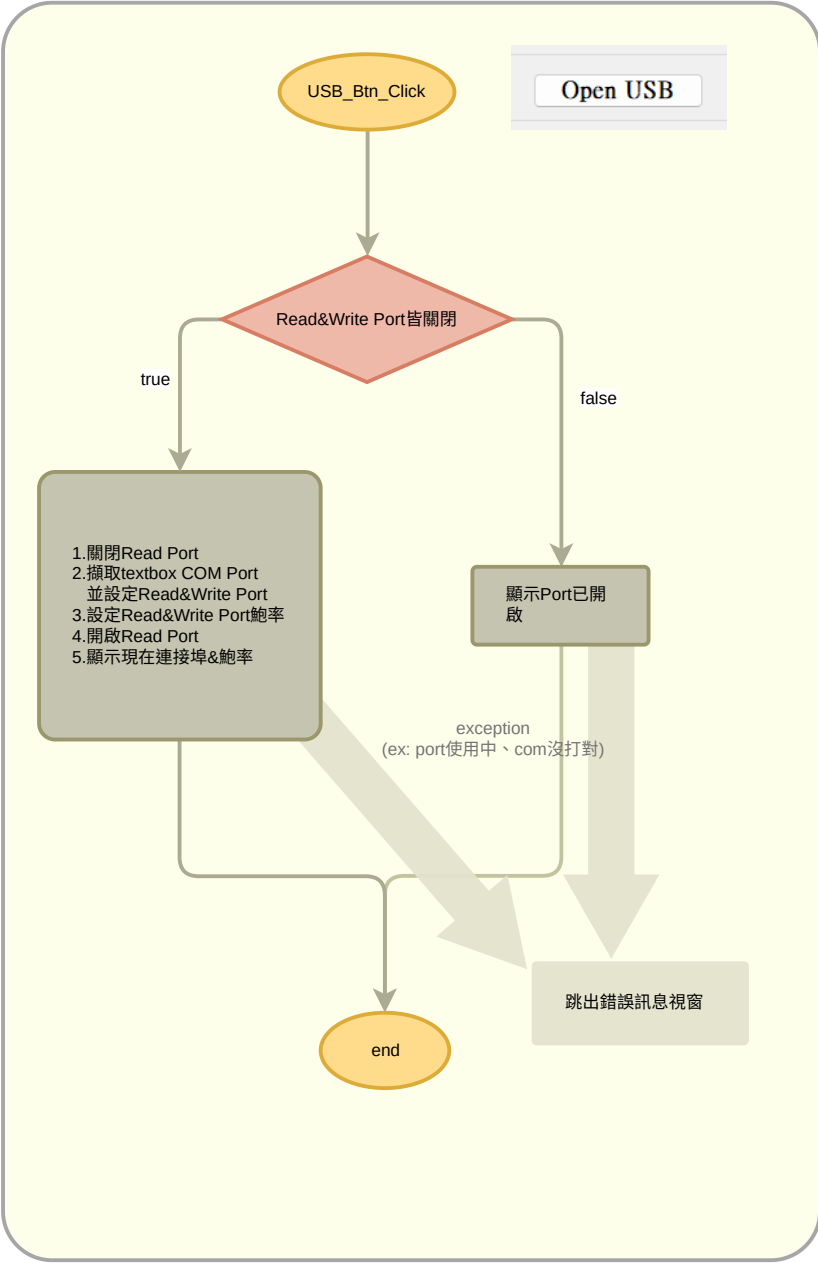 USB_Btn_Click
Open USB
Read&Write Port皆關閉
true
false
1.關閉Read Port
2.擷取textbox COM Port
並設定Read&Write Port
3.設定Read&Write Port鮑率
4.開啟Read Port
5.顯示現在連接埠&鮑率
顯示Port已開
啟
exception
(ex: port使用中、com沒打對)
跳出錯誤訊息視窗
end